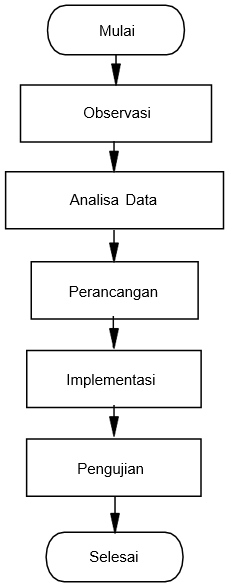 Mulai
Observasi
Analisa Data
Perancangan
Implementasi
Pengujian
Selesai